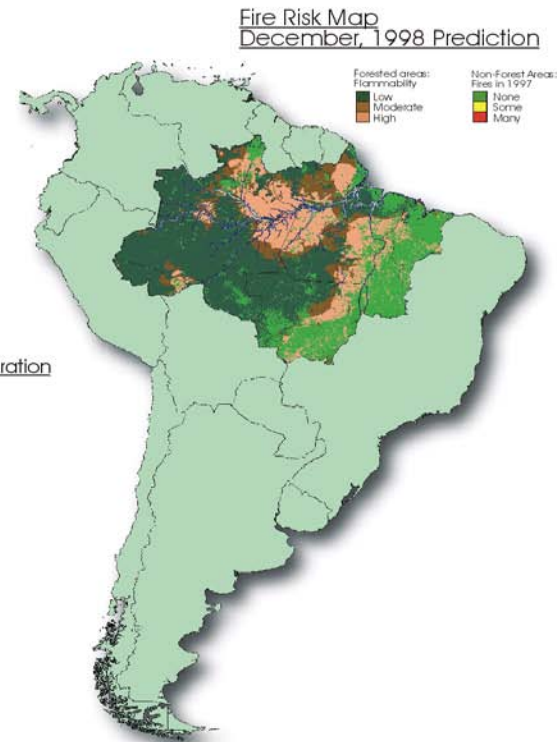 Fire Risk Map
December, 1998 Prediction
Forested areas:
Flammability
Low
Moderate
High
Non-Forest Areas:
Fires in 1997
None
Some
Many
ration